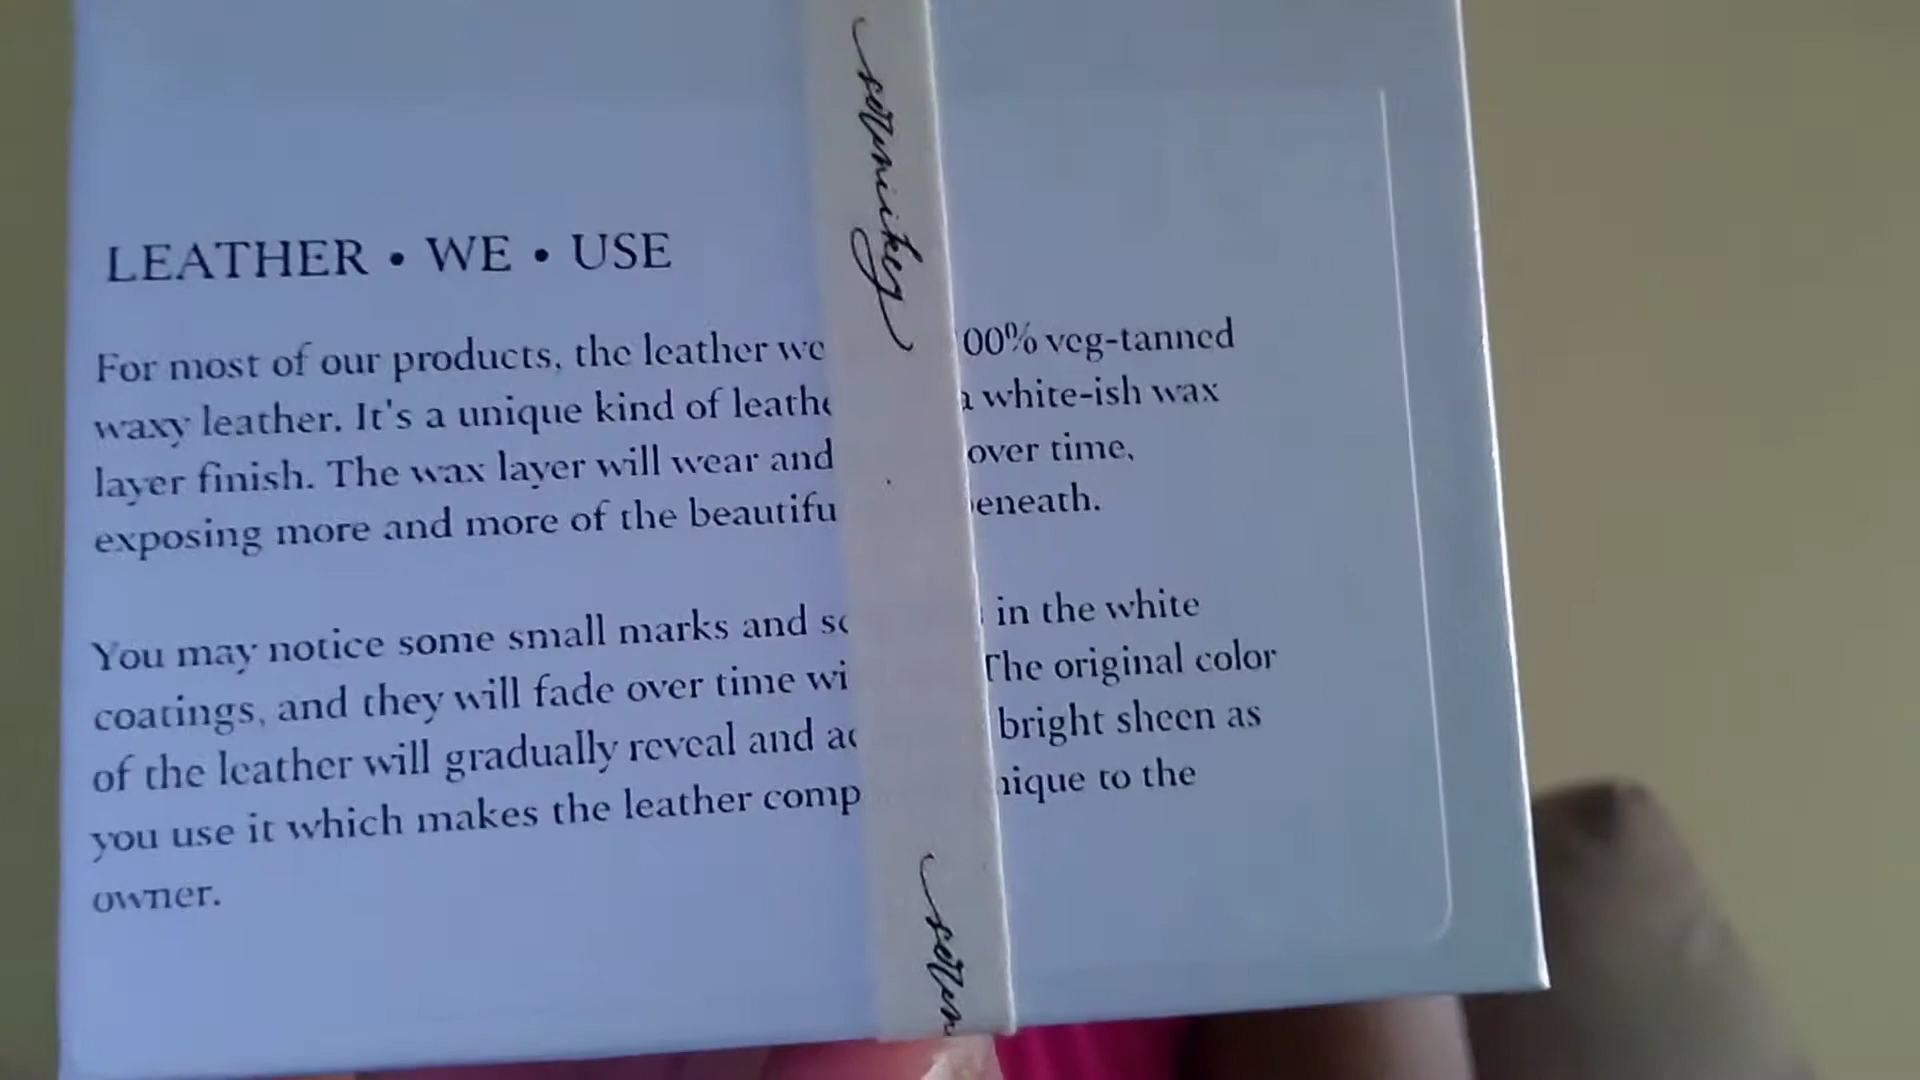 LEATHER • WE • USE
For most of our products, the leather we 00% veg-tanned
waxy leather. It's a unique kind of leathe a white-ish wax
layer finish. The wax layer will wear and over time,
exposing more and more of the beautifu eneath.
You may notice some small marks and sc in the white
coatings, and they will fade over time wi The original color
of the leather will gradually reveal and ac bright sheen as
you use it which makes the leather comp nique to the
owner.